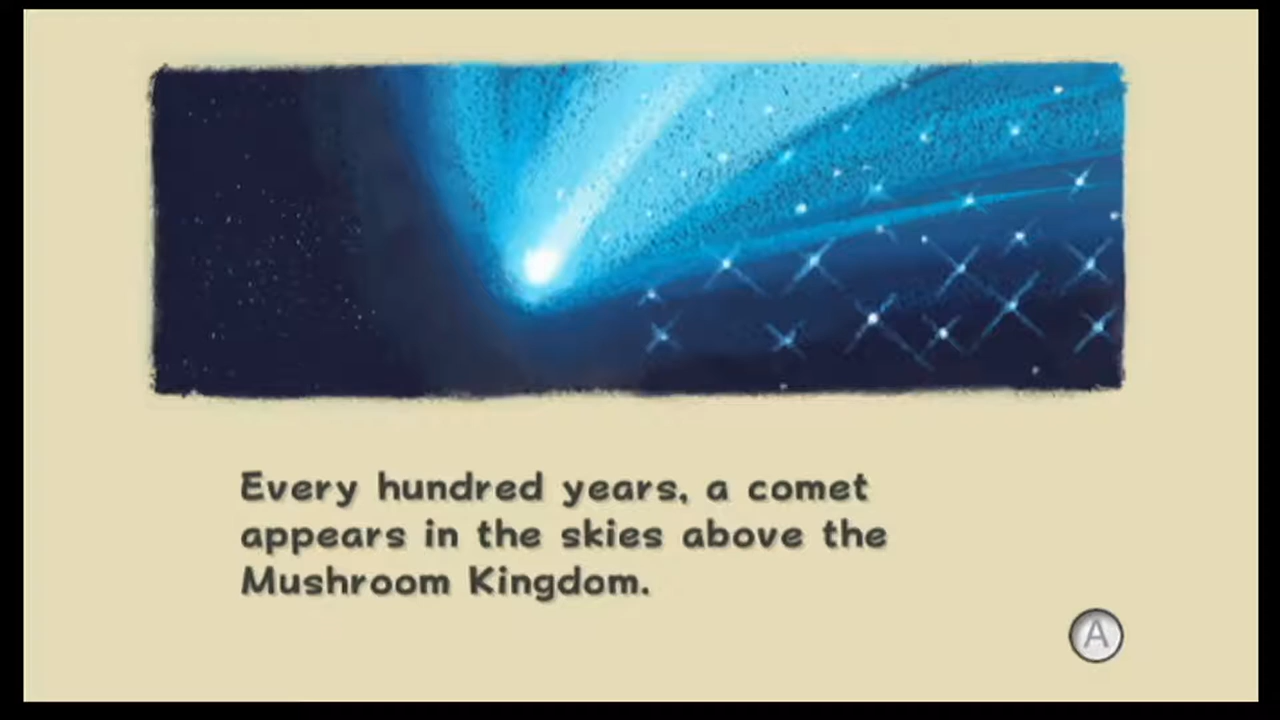 Every hundred years, a comet
appears in the skies above the
Mushroom Kingdom.
A